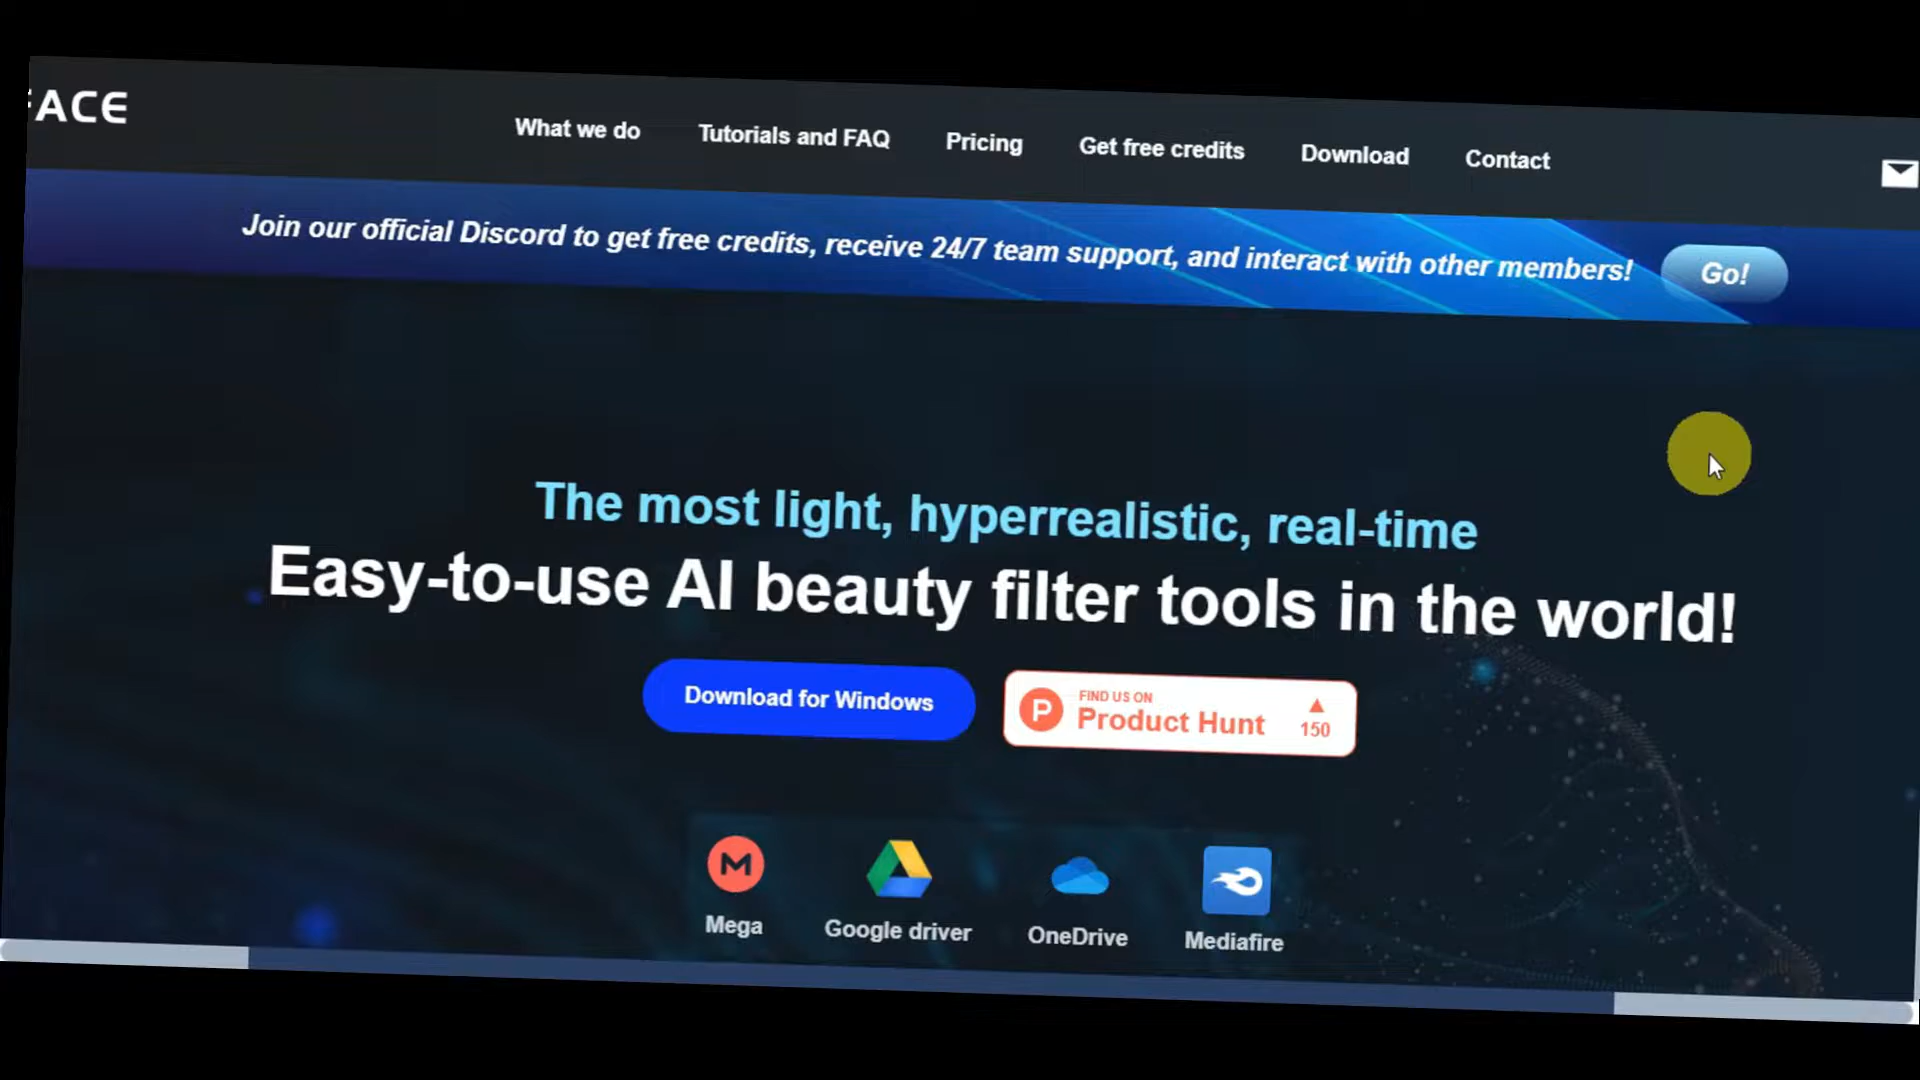 FACE
What we do
Tutorials and FAQ
Pricing
Get free credits
Download
Contact
Join our official Discord to get free credits, receive 24/7 team support, and interact with other members!
Go!
The most light, hyperrealistic, real-time
Easy-to-use AI beauty filter tools in the world!
Download for Windows
P
FIND US ON
Product Hunt
▲
150
M
Mega
Google driver
OneDrive
Mediafire